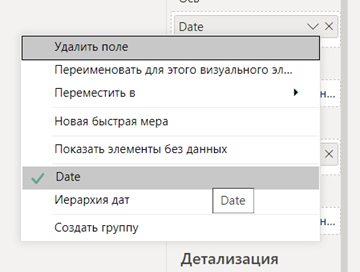 Ось
Date
Удалить поле
Переименовать для этого визуального эл...
Переместить в
Новая быстрая мера
Показать элементы без данных
Date
Иерархия дат
Date
Создать группу
Детализация